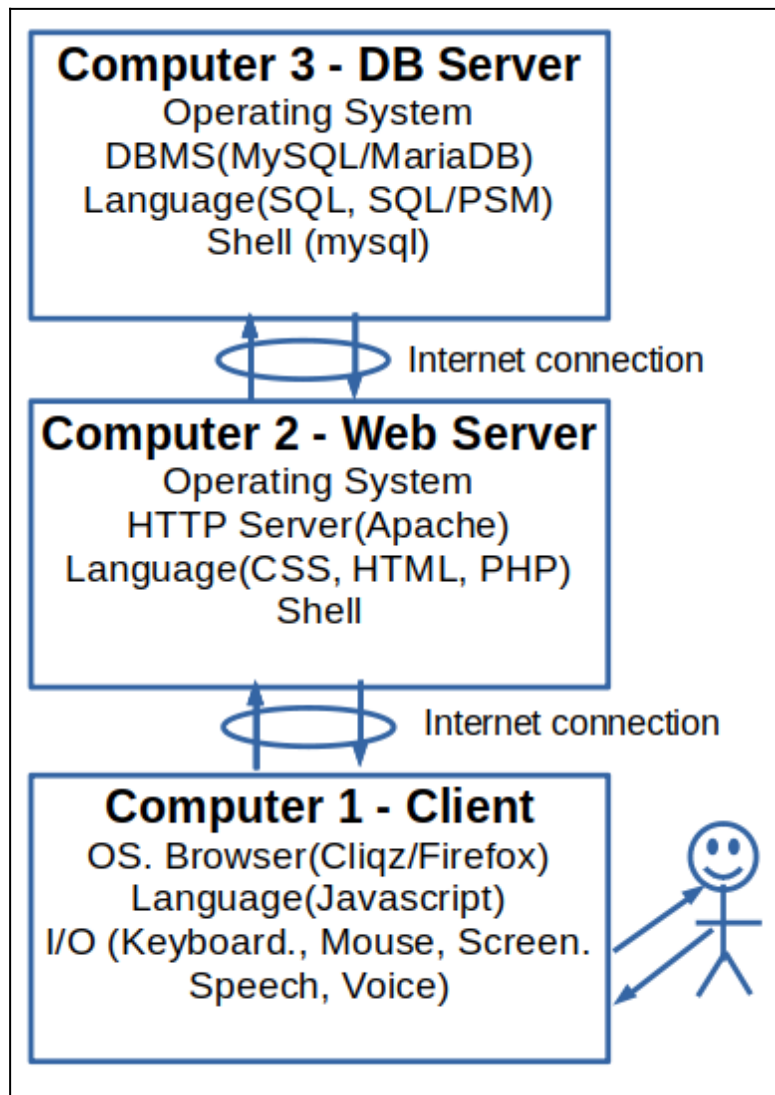 Computer 3 - DB Server
Operating System
DBMS(MySQL/MariaDB)
Language(SQL, SQL/PSM)
Shell (mysql)
Internet connection
Computer 2 - Web Server
Operating System
HTTP Server(Apache)
Language(CSS, HTML, PHP)
Shell
Internet connection
Computer 1 - Client
OS. Browser(Cliqz/Firefox)
Language(Javascript)
I/O (Keyboard., Mouse, Screen.
Speech, Voice)